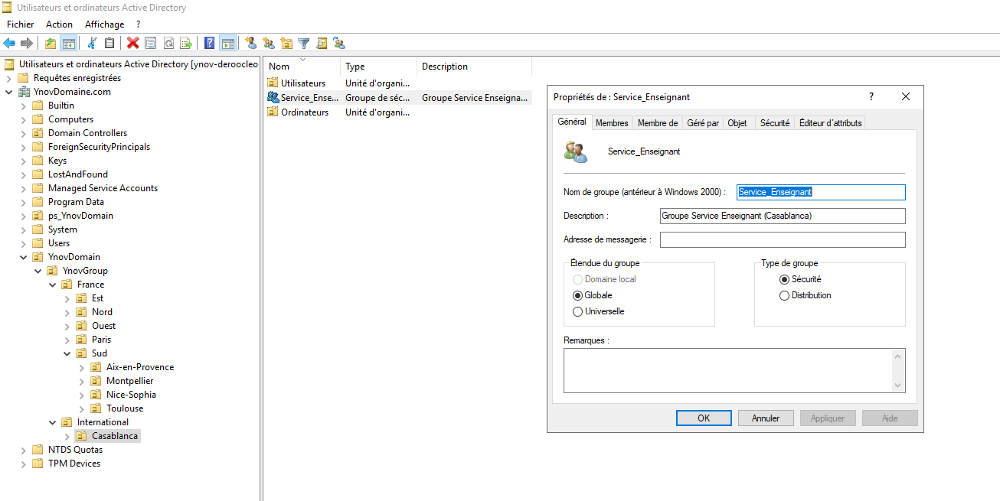 Utilisateurs et ordinateurs Active Directory
Fichier Action Affichage ?
Utilisateurs et ordinateurs Active Directory [ynov-deroocleo
Requêtes enregistrées
YnovDomaine.com
Builtin
Computers
Domain Controllers
ForeignSecurityPrincipals
Keys
LostAndFound
Managed Service Accounts
Program Data
ps_YnovDomain
System
Users
YnovDomain
YnovGroup
France
Est
Nord
Ouest
Paris
Sud
Aix-en-Provence
Montpellier
Nice-Sophia
Toulouse
International
Casablanca
NTDS Quotas
TPM Devices
Nom Type Description
Utilisateurs Unité d'organi...
Service_Ense... Groupe de séc... Groupe Service Enseigna...
Ordinateurs Unité d'organi...
Propriétés de : Service_Enseignant ?
Général Membres Membre de Géré par Objet Sécurité Éditeur d'attributs
Service_Enseignant
Nom de groupe (antérieur à Windows 2000) : Service_Enseignant
Description : Groupe Service Enseignant (Casablanca)
Adresse de messagerie :
Étendue du groupe
Domaine local
Globale
Universelle
Type de groupe
Sécurité
Distribution
Remarques :
OK Annuler Appliquer Aide